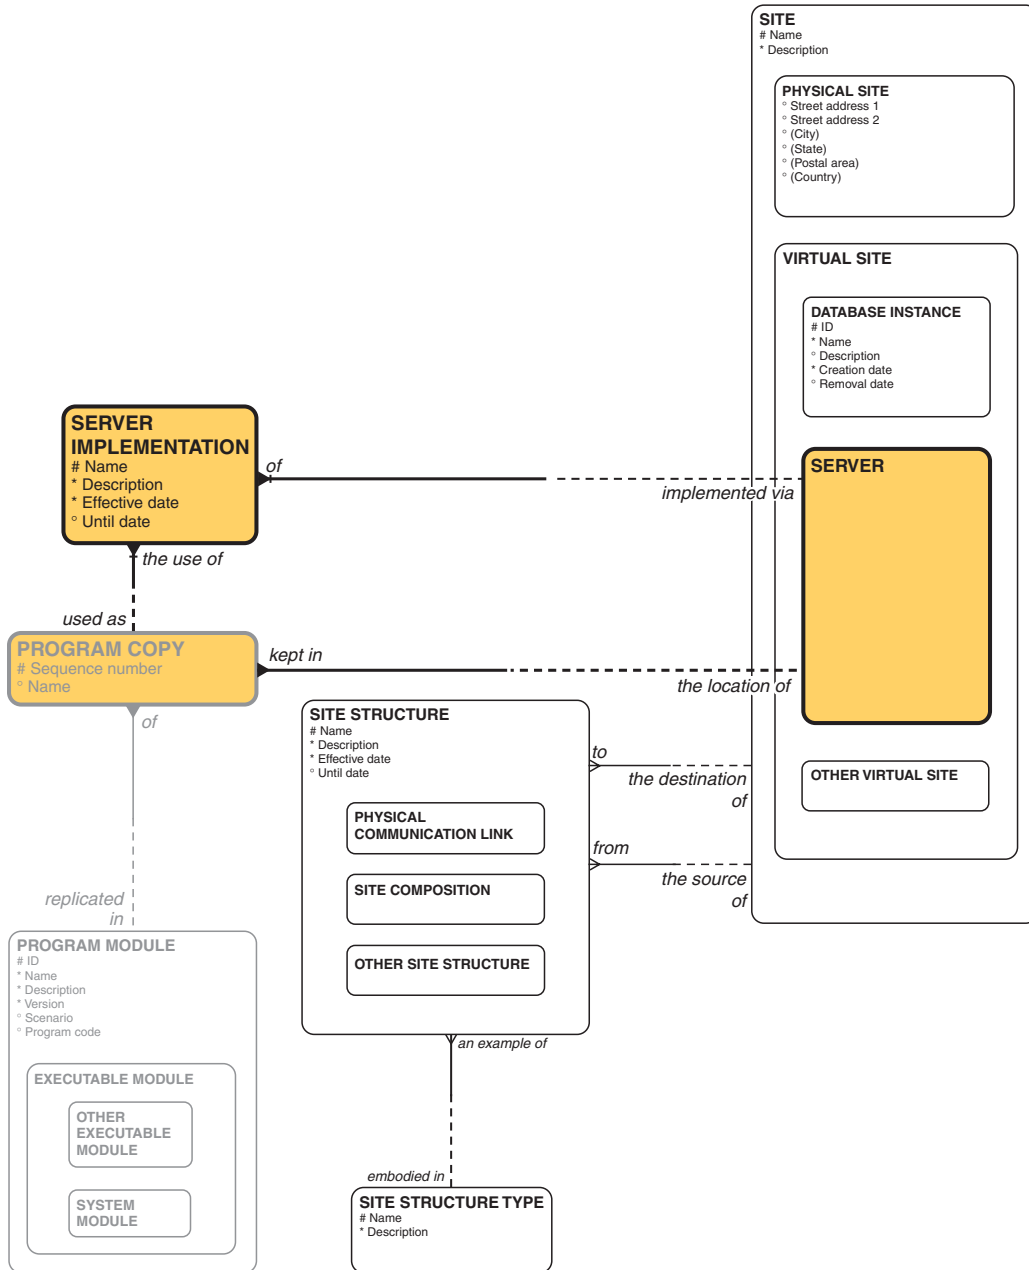 SITE
# Name
* Description
PHYSICAL SITE
° Street address 1
° Street address 2
° (City)
° (State)
° (Postal area)
° (Country)
VIRTUAL SITE
DATABASE INSTANCE
# ID
* Name
° Description
* Creation date
° Removal date
SERVER
IMPLEMENTATION
# Name
* Description
* Effective date
° Until date
of
implemented via
SERVER
the use of
used as
PROGRAM COPY
# Sequence number
° Name
kept in
the location of
of
SITE STRUCTURE
# Name
* Description
* Effective date
° Until date
to
the destination
of
OTHER VIRTUAL SITE
PHYSICAL
COMMUNICATION LINK
from
the source
of
SITE COMPOSITION
OTHER SITE STRUCTURE
replicated
in
PROGRAM MODULE
# ID
* Name
* Description
* Version
° Scenario
° Program code
EXECUTABLE MODULE
OTHER
EXECUTABLE
MODULE
SYSTEM
MODULE
an example of
embodied in
SITE STRUCTURE TYPE
# Name
* Description